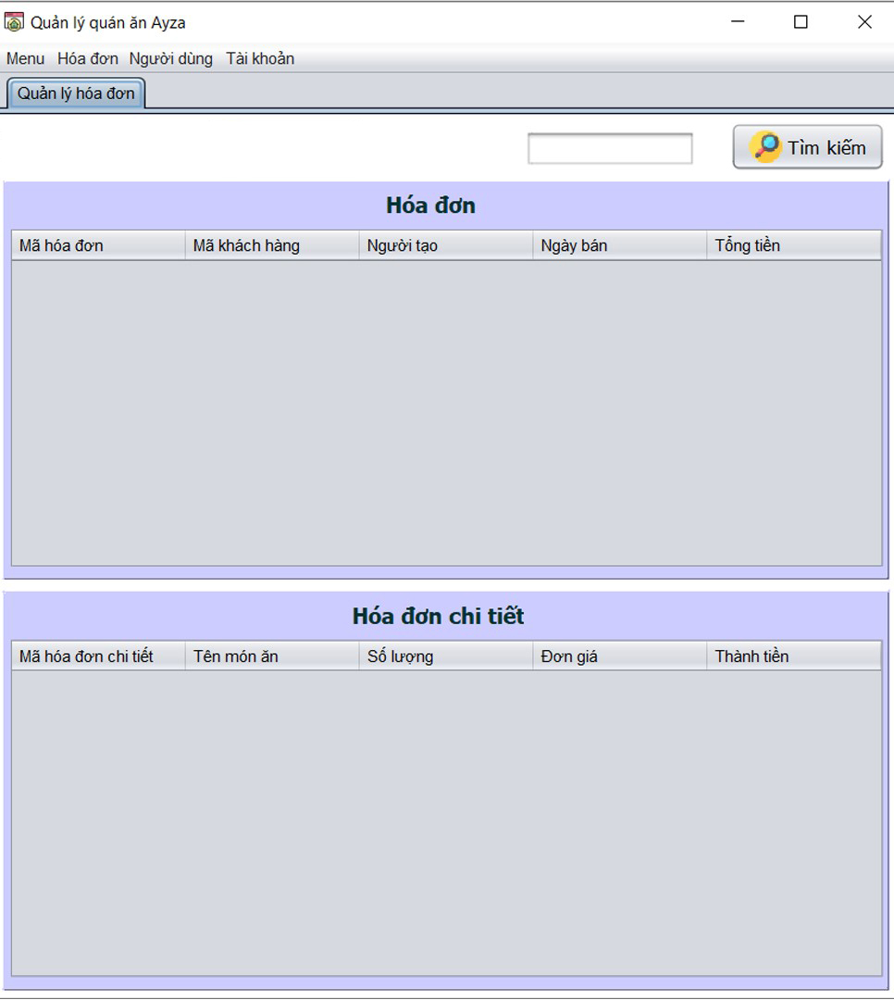 Quản lý quán ăn Ayza
Menu Hóa đơn Người dùng Tài khoản
Quản lý hóa đơn
Tìm kiếm
Hóa đơn
Mã hóa đơn Mã khách hàng Người tạo Ngày bán Tổng tiền
Hóa đơn chi tiết
Mã hóa đơn chi tiết Tên món ăn Số lượng Đơn giá Thành tiền